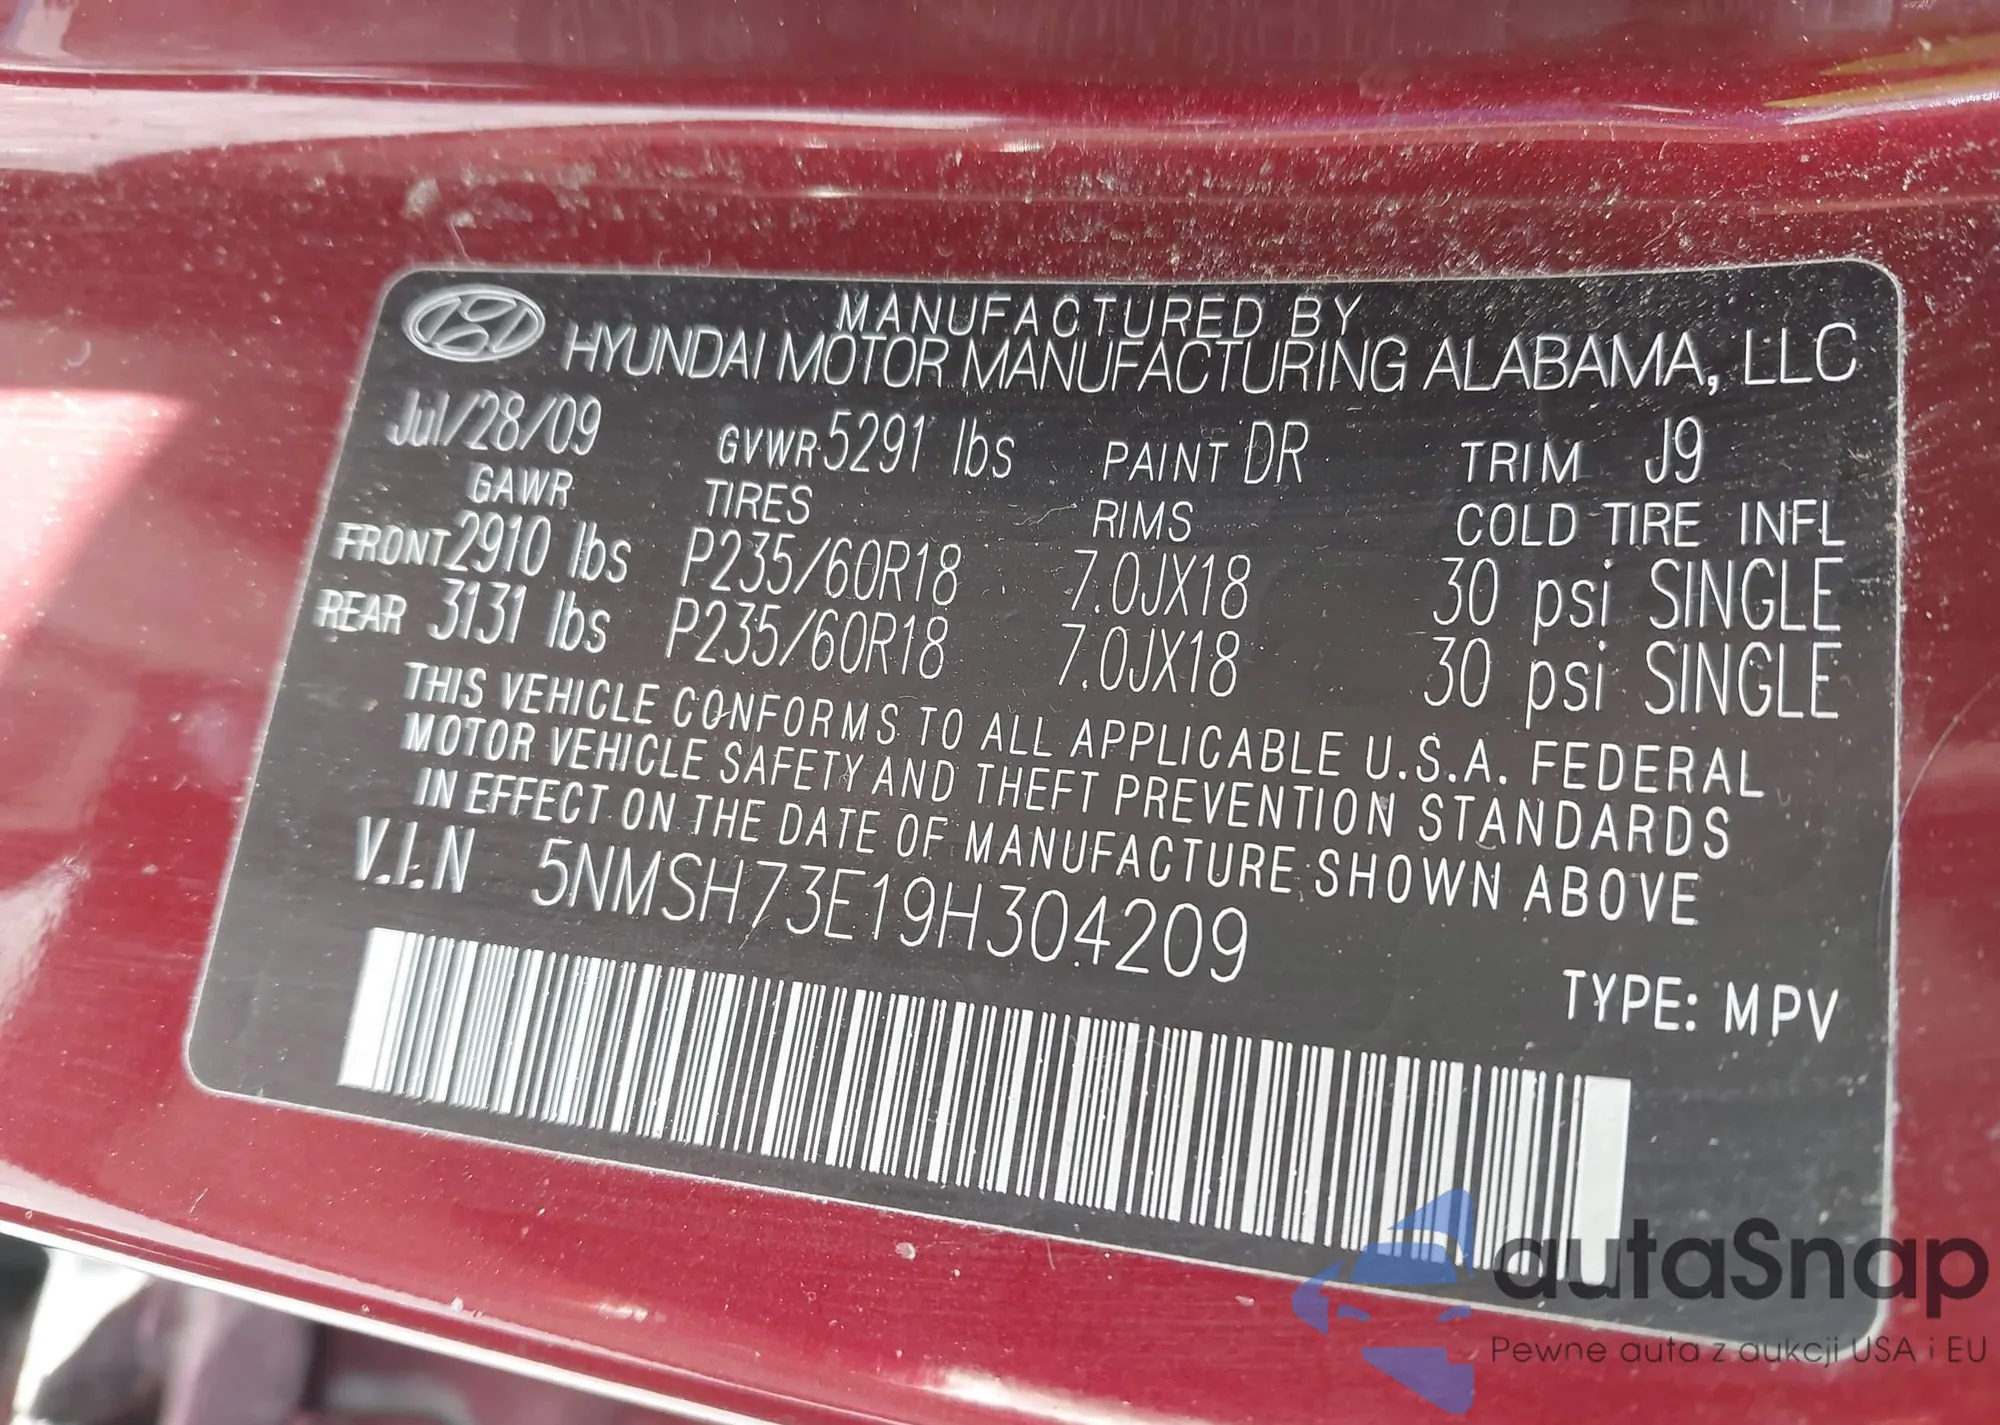 MANUFACTURED BY
HYUNDAI MOTOR MANUFACTURING ALABAMA, LLC
Jul/28/09 GVWR 5291 lbs PAINT DR TRIM J9
GAWR TIRES RIMS COLD TIRE INFL
FRONT 2910 lbs P235/60R18 7.0JX18 30 psi SINGLE
REAR 3131 lbs P235/60R18 7.0JX18 30 psi SINGLE
THIS VEHICLE CONFORMS TO ALL APPLICABLE U.S.A. FEDERAL
MOTOR VEHICLE SAFETY AND THEFT PREVENTION STANDARDS
IN EFFECT ON THE DATE OF MANUFACTURE SHOWN ABOVE
V.I.N 5NMSH73E19H304209
TYPE: MPV
autaSnap
Pewne auta z aukcji USA i EU